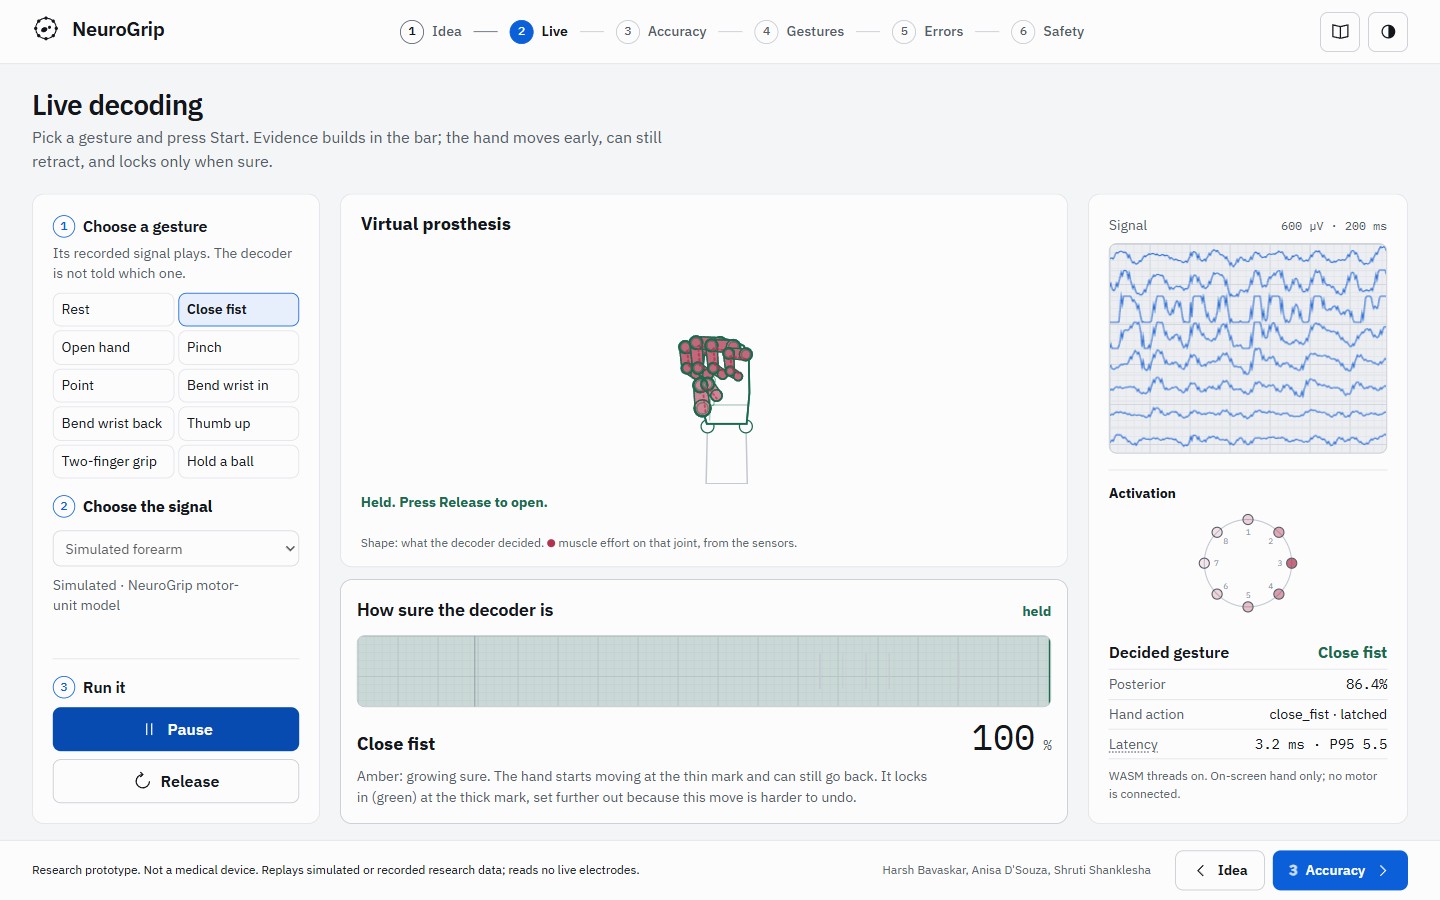 NeuroGrip
1 Idea
2 Live
3 Accuracy
4 Gestures
5 Errors
6 Safety
Live decoding
Pick a gesture and press Start. Evidence builds in the bar; the hand moves early, can still
retract, and locks only when sure.
1 Choose a gesture
Its recorded signal plays. The decoder
is not told which one.
Rest
Close fist
Open hand
Pinch
Point
Bend wrist in
Bend wrist back
Thumb up
Two-finger grip
Hold a ball
2 Choose the signal
Simulated forearm
Simulated · NeuroGrip motor-
unit model
3 Run it
Pause
Release
Virtual prosthesis
Held. Press Release to open.
Shape: what the decoder decided. muscle effort on that joint, from the sensors.
How sure the decoder is
held
Close fist
100 %
Amber: growing sure. The hand starts moving at the thin mark and can still go back. It locks
in (green) at the thick mark, set further out because this move is harder to undo.
Signal
600 µV · 200 ms
Activation
1
2
3
4
5
6
7
8
Decided gesture Close fist
Posterior 86.4%
Hand action close_fist · latched
Latency 3.2 ms · P95 5.5
WASM threads on. On-screen hand only; no motor
is connected.
Research prototype. Not a medical device. Replays simulated or recorded research data; reads no live electrodes.
Harsh Bavaskar, Anisa D'Souza, Shruti Shanklesha
Idea
3 Accuracy